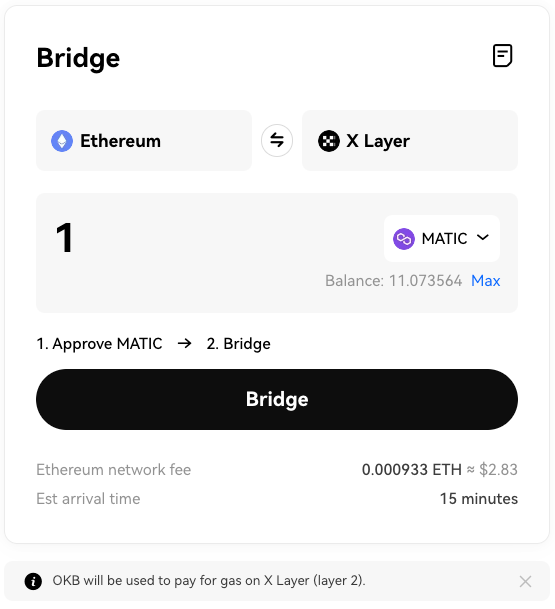 Bridge
Ethereum
X Layer
1
MATIC
Balance: 11.073564 Max
1. Approve MATIC → 2. Bridge
Bridge
Ethereum network fee 0.000933 ETH ≈ $2.83
Est arrival time 15 minutes
OKB will be used to pay for gas on X Layer (layer 2).